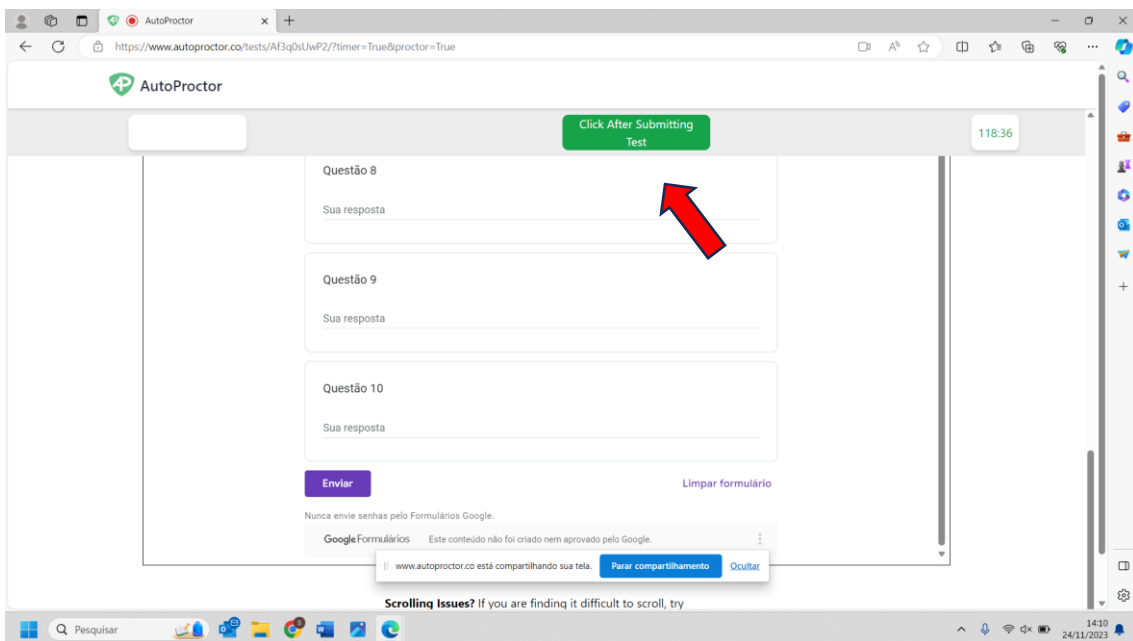 AutoProctor
https://www.autoproctor.co/tests/Af3q0sUwP2/?timer=True&proctor=True
AutoProctor
Click After Submitting
Test
118:36
Questão 8
Sua resposta
Questão 9
Sua resposta
Questão 10
Sua resposta
Enviar
Limpar formulário
Nunca envie senhas pelo Formulários Google.
Google Formulários Este conteúdo não foi criado nem aprovado pelo Google.
www.autoproctor.co está compartilhando sua tela. Parar compartilhamento Ocultar
Scrolling Issues? If you are finding it difficult to scroll, try
Pesquisar
14:10
24/11/2023